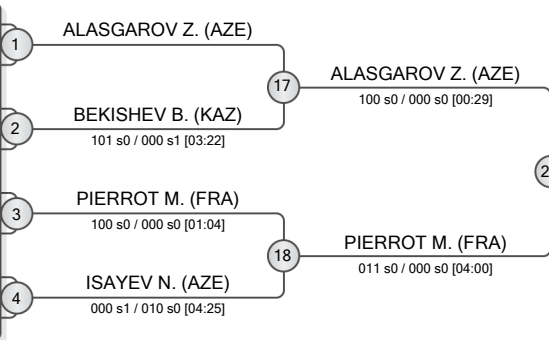 ALASGAROV Z. (AZE)
1
17
ALASGAROV Z. (AZE)
100 s0 / 000 s0 [00:29]
BEKISHEV B. (KAZ)
2
101 s0 / 000 s1 [03:22]
2
PIERROT M. (FRA)
3
100 s0 / 000 s0 [01:04]
18
PIERROT M. (FRA)
011 s0 / 000 s0 [04:00]
ISAYEV N. (AZE)
4
000 s1 / 010 s0 [04:25]